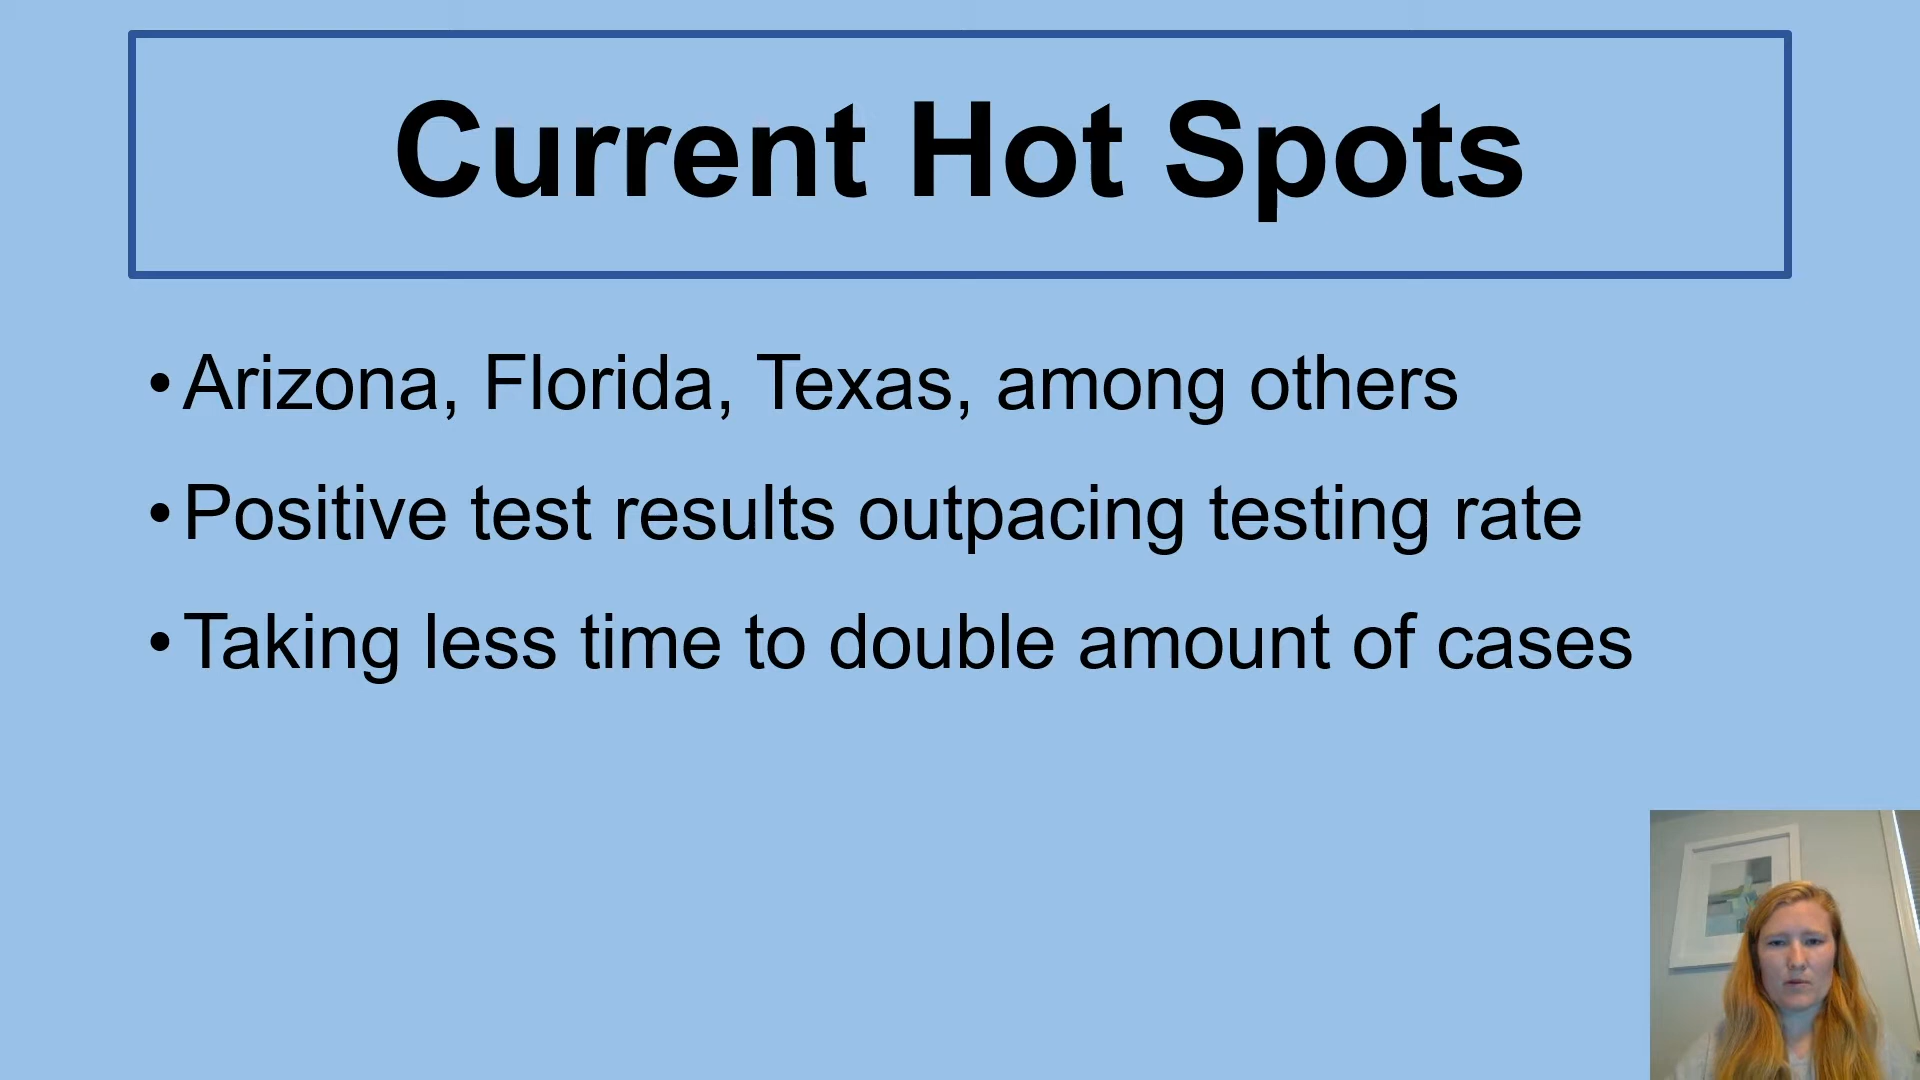 Current Hot Spots
•Arizona, Florida, Texas, among others
•Positive test results outpacing testing rate
•Taking less time to double amount of cases